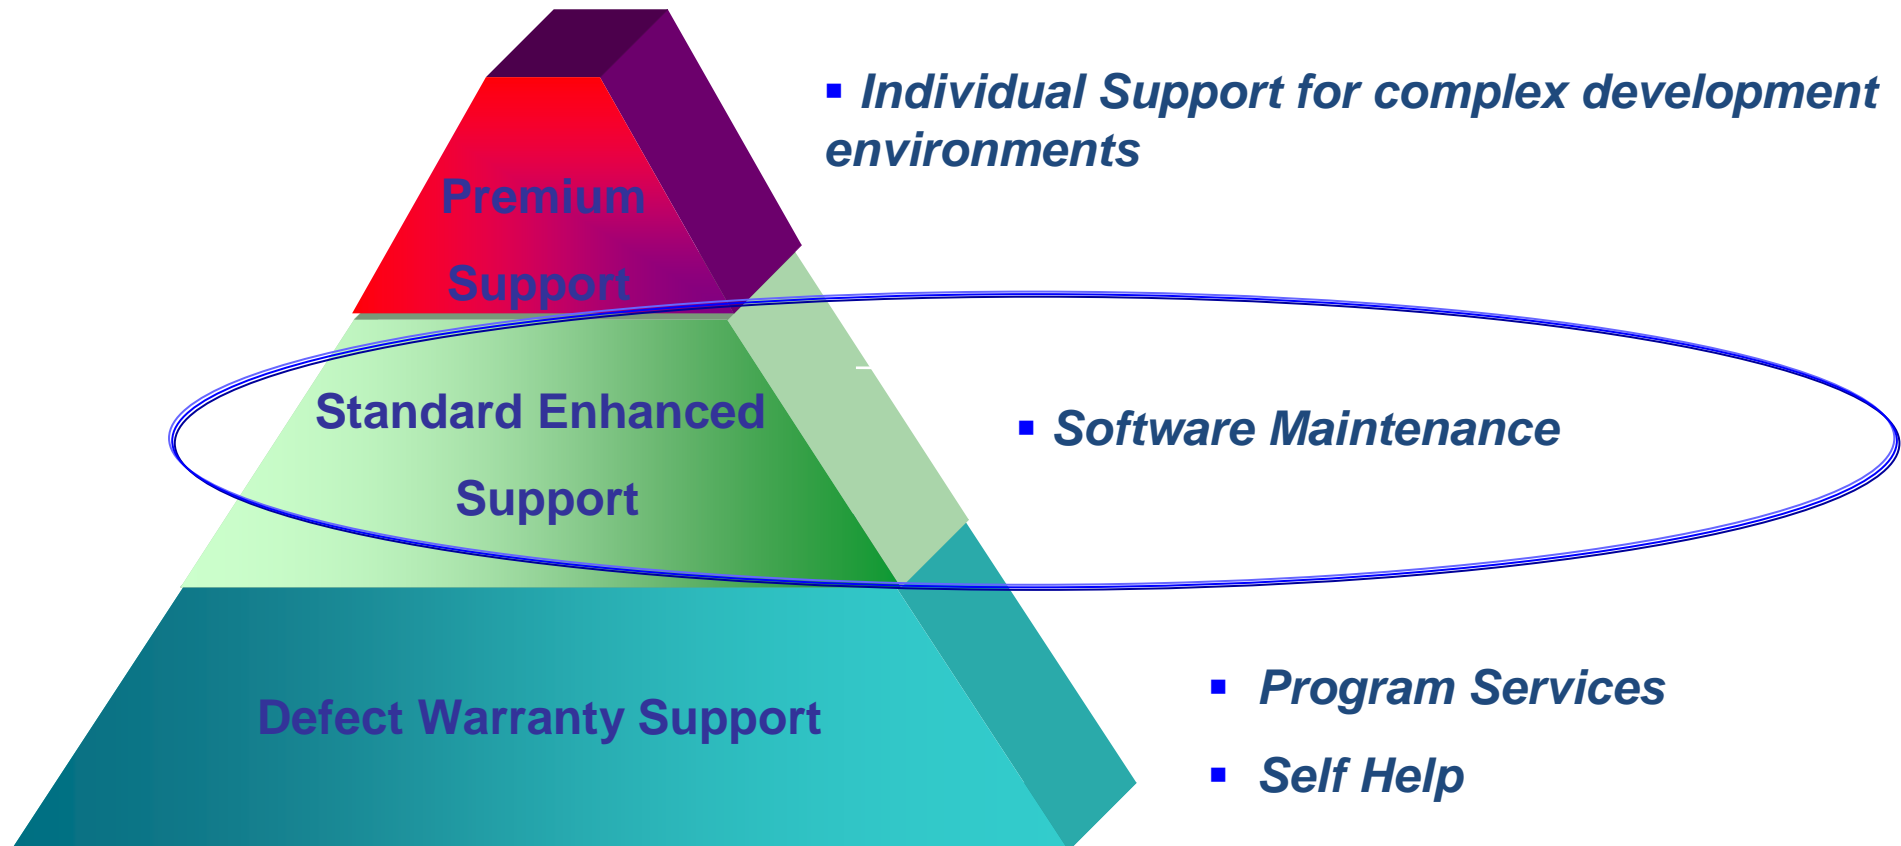 ▪ Individual Support for complex development
environments
Premium
Support
Standard Enhanced
Support
▪ Software Maintenance
Defect Warranty Support
▪ Program Services
▪ Self Help